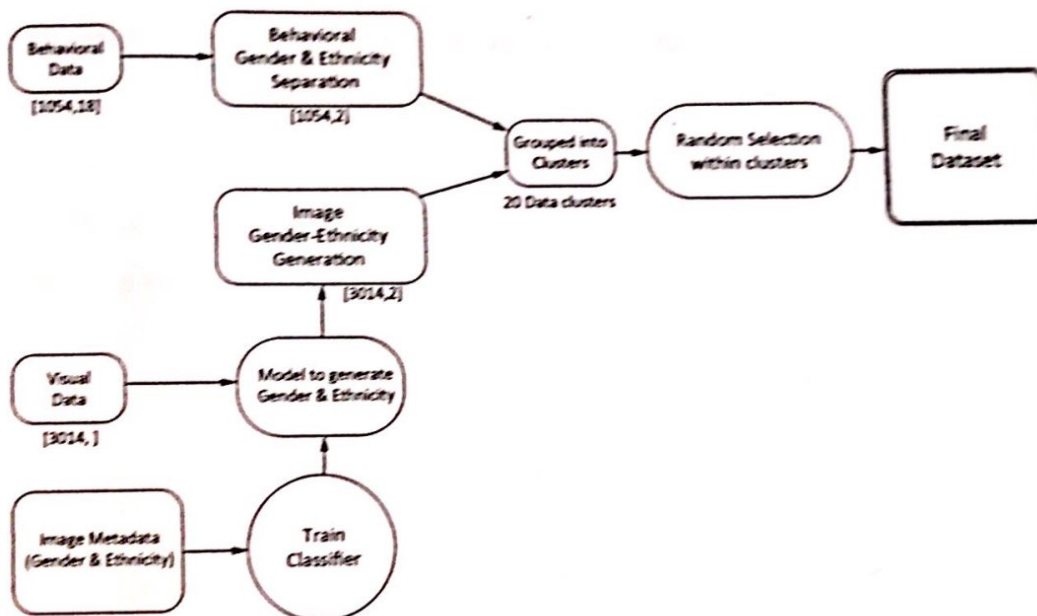 Behavioral
Data
[1054,18]
Behavioral
Gender & Ethnicity
Separation
[1054,2]
Grouped into
Clusters
20 Data clusters
Random Selection
within clusters
Final
Dataset
Image
Gender-Ethnicity
Generation
[3014,2]
Visual
Data
[3014, ]
Model to generate
Gender & Ethnicity
Image Metadata
(Gender & Ethnicity)
Train
Classifier